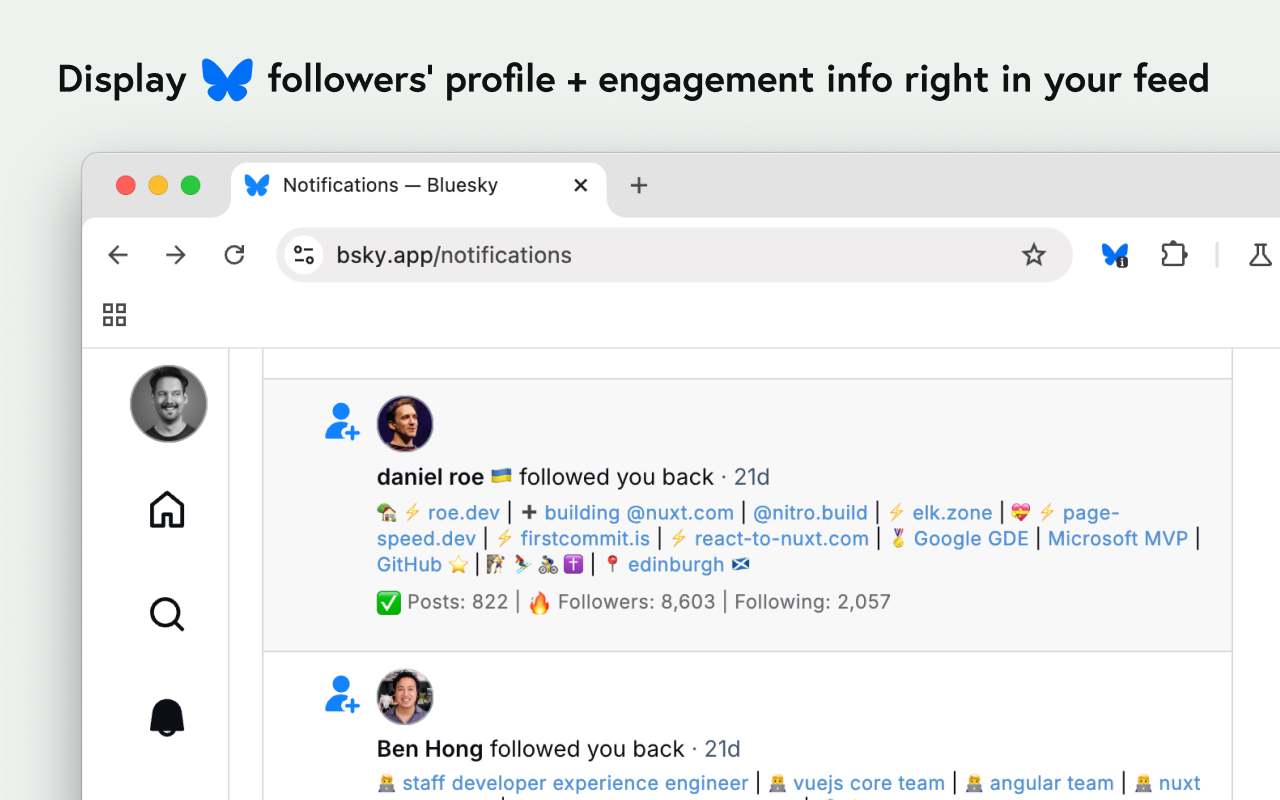 Display followers' profile + engagement info right in your feed
Notifications — Bluesky
bsky.app/notifications
daniel roe 🇺🇦 followed you back · 21d
🏡 ⚡ roe.dev | ➕ building @nuxt.com | @nitro.build | ⚡ elk.zone | 💝 ⚡ page-
speed.dev | ⚡ firstcommit.is | ⚡ react-to-nuxt.com | 🏅 Google GDE | Microsoft MVP |
GitHub ⭐ | 🧗 ⛷ 🚴 ✝️ | 📍 edinburgh 🏴󠁧󠁢󠁳󠁣󠁴󠁿
✅ Posts: 822 | 🔥 Followers: 8,603 | Following: 2,057
Ben Hong followed you back · 21d
👨‍💻 staff developer experience engineer | 👨‍💻 vuejs core team | 👨‍💻 angular team | 👨‍💻 nuxt